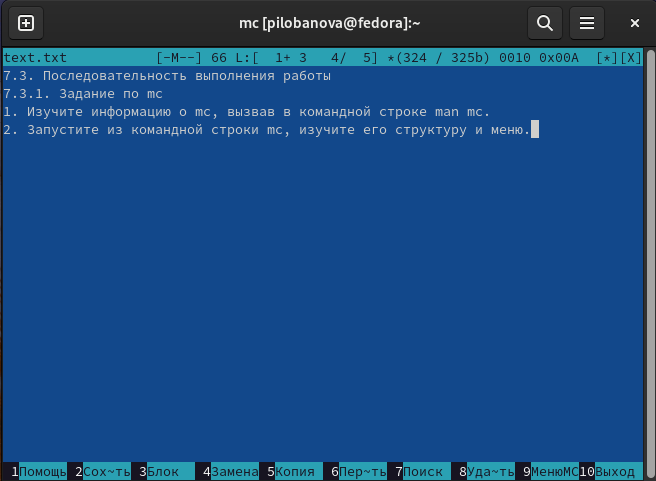 mc [pilobanova@fedora]:~
text.txt [-M--] 66 L:[ 1+ 3 4/ 5] *(324 / 325b) 0010 0x00A [*][X]
7.3. Последовательность выполнения работы
7.3.1. Задание по mc
1. Изучите информацию о mc, вызвав в командной строке man mc.
2. Запустите из командной строки mc, изучите его структуру и меню.
1Помощь 2Сох~ть 3Блок 4Замена 5Копия 6Пер~ть 7Поиск 8Уда~ть 9МенюMC 10Выход